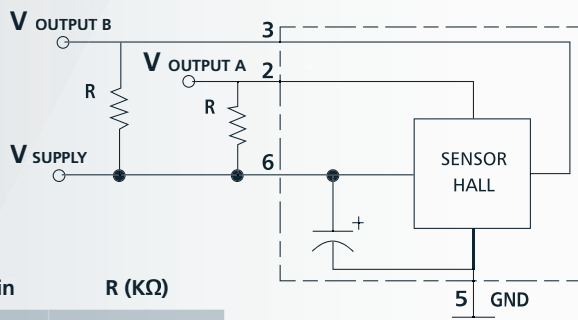 V OUTPUT B
3
V OUTPUT A
2
R
R
V SUPPLY
6
SENSOR
HALL
+
in
R (KΩ)
5 GND